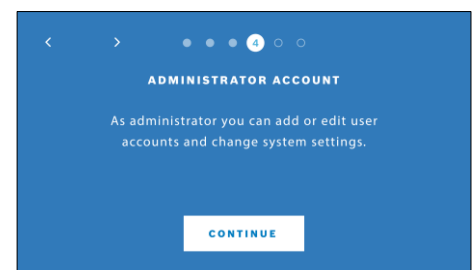 4
ADMINISTRATOR ACCOUNT
As administrator you can add or edit user
accounts and change system settings.
CONTINUE